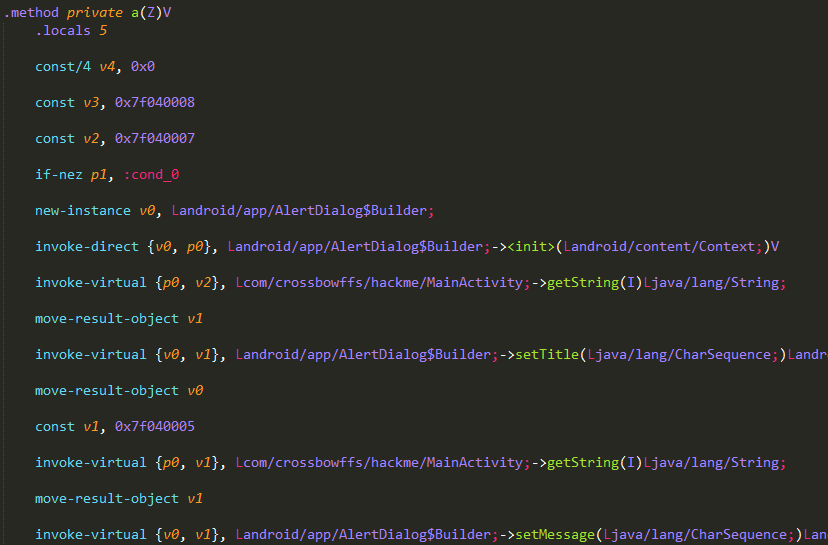 .method private a(Z)V
.locals 5
const/4 v4, 0x0
const v3, 0x7f040008
const v2, 0x7f040007
if-nez p1, :cond_0
new-instance v0, Landroid/app/AlertDialog$Builder;
invoke-direct {v0, p0}, Landroid/app/AlertDialog$Builder;-><init>(Landroid/content/Context;)V
invoke-virtual {p0, v2}, Lcom/crossbowffs/hackme/MainActivity;->getString(I)Ljava/lang/String;
move-result-object v1
invoke-virtual {v0, v1}, Landroid/app/AlertDialog$Builder;->setTitle(Ljava/lang/CharSequence;)Landr
move-result-object v0
const v1, 0x7f040005
invoke-virtual {p0, v1}, Lcom/crossbowffs/hackme/MainActivity;->getString(I)Ljava/lang/String;
move-result-object v1
invoke-virtual {v0, v1}, Landroid/app/AlertDialog$Builder;->setMessage(Ljava/lang/CharSequence;)Lan